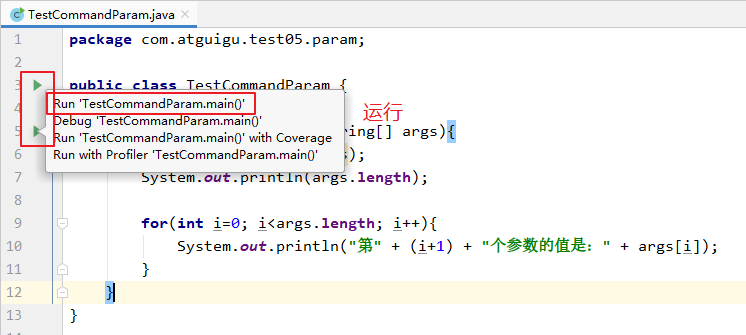 TestCommandParam.java
1 package com.atguigu.test05.param;
2
3 public class TestCommandParam {
4 Run 'TestCommandParam.main()'
Debug 'TestCommandParam.main()'
运行
5 ring[] args){
Run 'TestCommandParam.main()' with Coverage
6 );
Run with Profiler 'TestCommandParam.main()'
7 System.out.println(args.length);
8
9 for(int i=0; i<args.length; i++){
10 System.out.println("第" + (i+1) + "个参数的值是：" + args[i]);
11 }
12 }
13 }